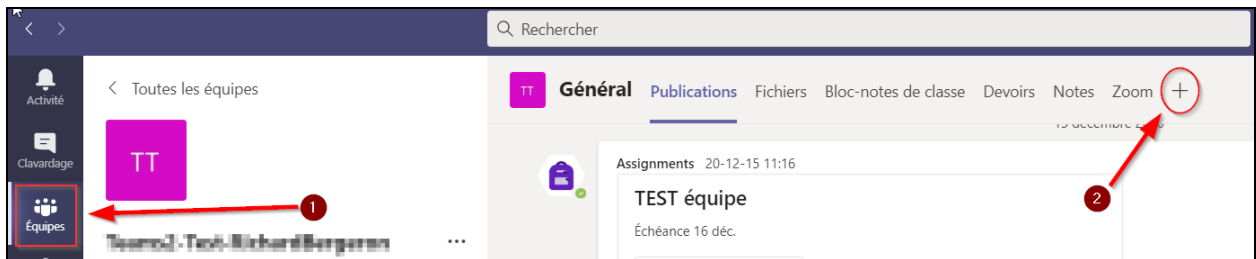 Rechercher
Activité
Clavardage
Équipes
Toutes les équipes
TT
1
TT Général Publications Fichiers Bloc-notes de classe Devoirs Notes Zoom
Assignments 20-12-15 11:16
TEST équipe
Échéance 16 déc.
2